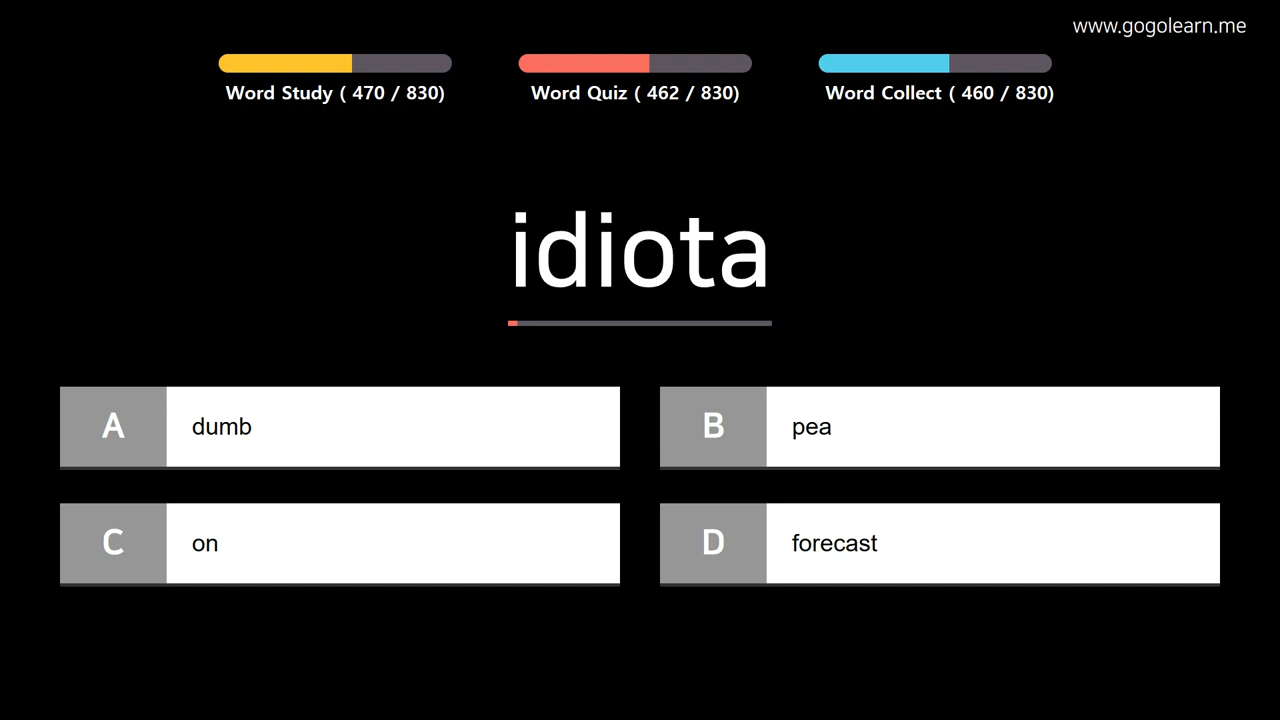 www.gogolearn.me
Word Study ( 470 / 830)
Word Quiz ( 462 / 830)
Word Collect ( 460 / 830)
idiota
A
dumb
B
pea
C
on
D
forecast